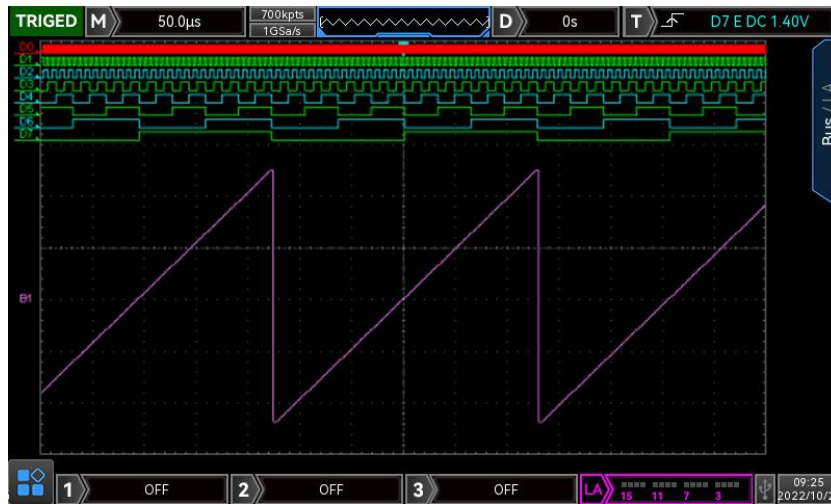 TRIGED M 50.0μs 700kpts D 0s T D7 E DC 1.40V
1GSa/s
D0
D1
D2
D3
D4
D5
D6
D7
Bus / LA
B1
1 OFF 2 OFF 3 OFF LA 15 11 7 3 09:25